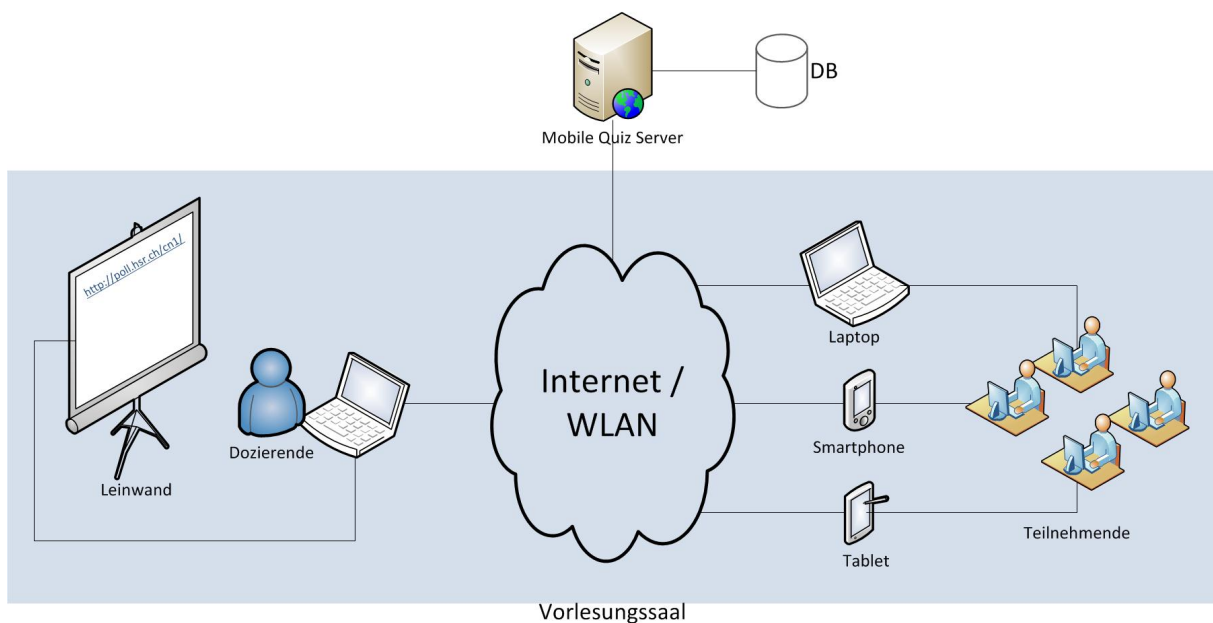 DB
Mobile Quiz Server
http://poll.hsr.ch/cn1/
Leinwand
Dozierende
Internet /
WLAN
Laptop
Smartphone
Tablet
Teilnehmende
Vorlesungssaal